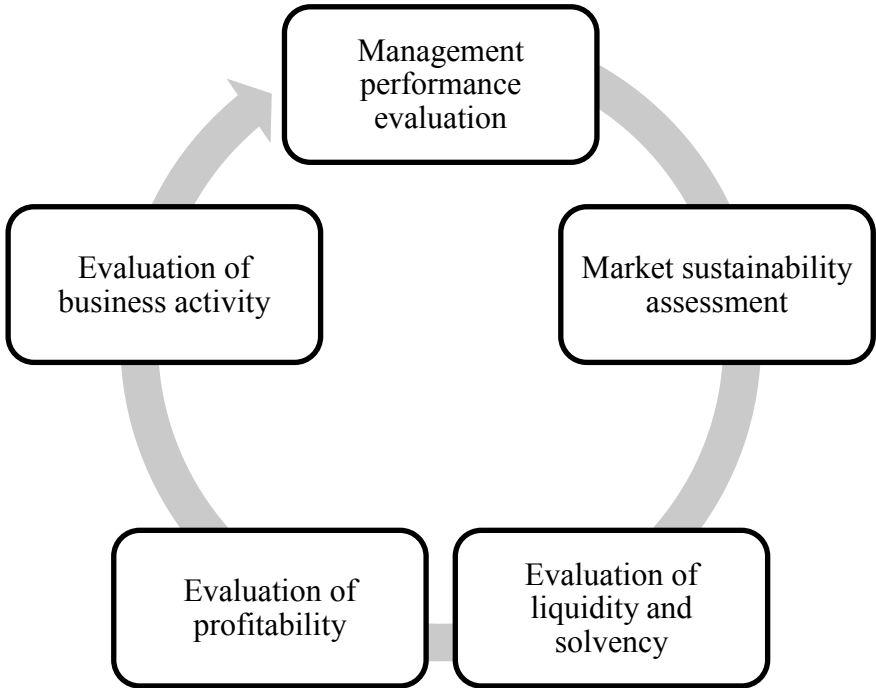 Management
performance
evaluation
Market sustainability
assessment
Evaluation of
liquidity and
solvency
Evaluation of
profitability
Evaluation of
business activity